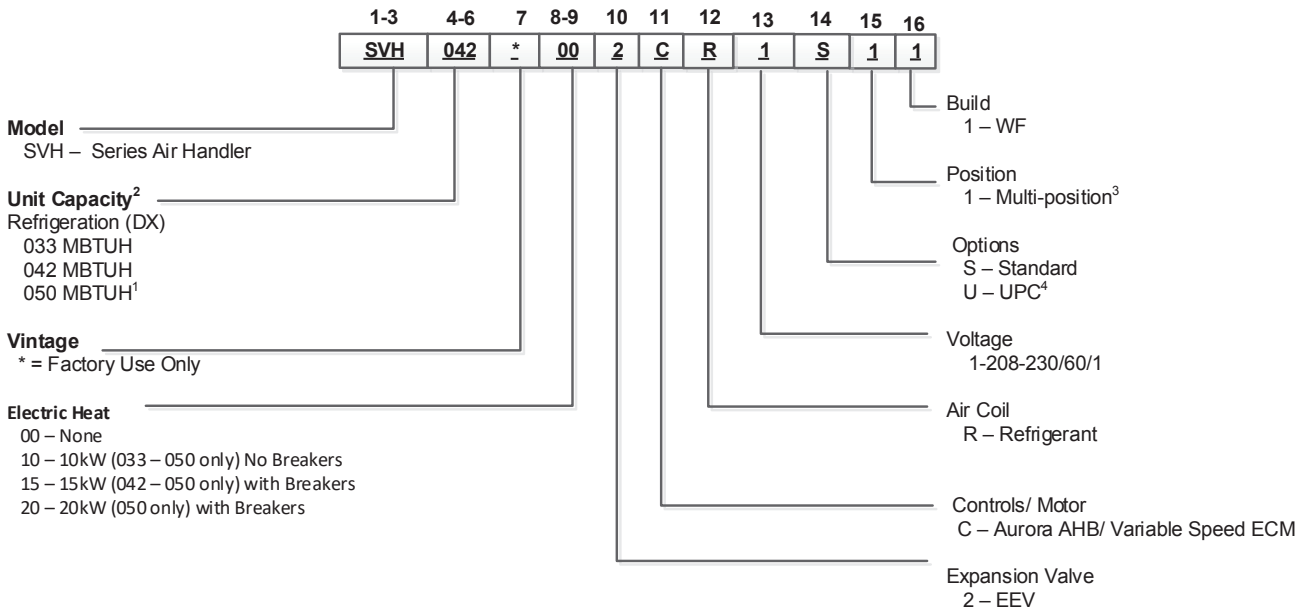 1-3 4-6 7 8-9 10 11 12 13 14 15 16
SVH 042 * 00 2 C R 1 S 1 1
Model
SVH – Series Air Handler
Unit Capacity²
Refrigeration (DX)
033 MBTUH
042 MBTUH
050 MBTUH¹
Vintage
* = Factory Use Only
Electric Heat
00 – None
10 – 10kW (033 – 050 only) No Breakers
15 – 15kW (042 – 050 only) with Breakers
20 – 20kW (050 only) with Breakers
Build
1 – WF
Position
1 – Multi-position³
Options
S – Standard
U – UPC⁴
Voltage
1-208-230/60/1
Air Coil
R – Refrigerant
Controls/ Motor
C – Aurora AHB/ Variable Speed ECM
Expansion Valve
2 – EEV